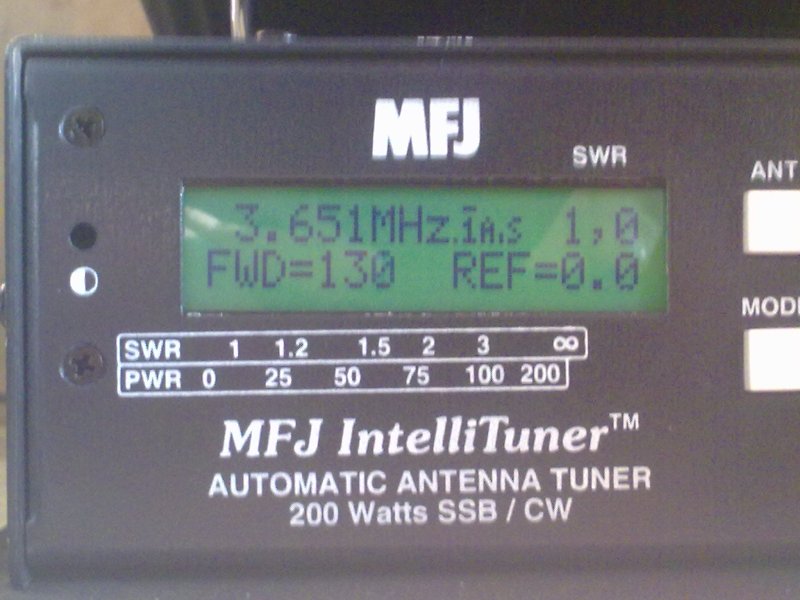 MFJ
SWR
ANT
3.651MHz 1,0
FWD=130 REF=0.0
MODE
SWR 1 1.2 1.5 2 3 ∞
PWR 0 25 50 75 100 200
MFJ IntelliTuner™
AUTOMATIC ANTENNA TUNER
200 Watts SSB / CW